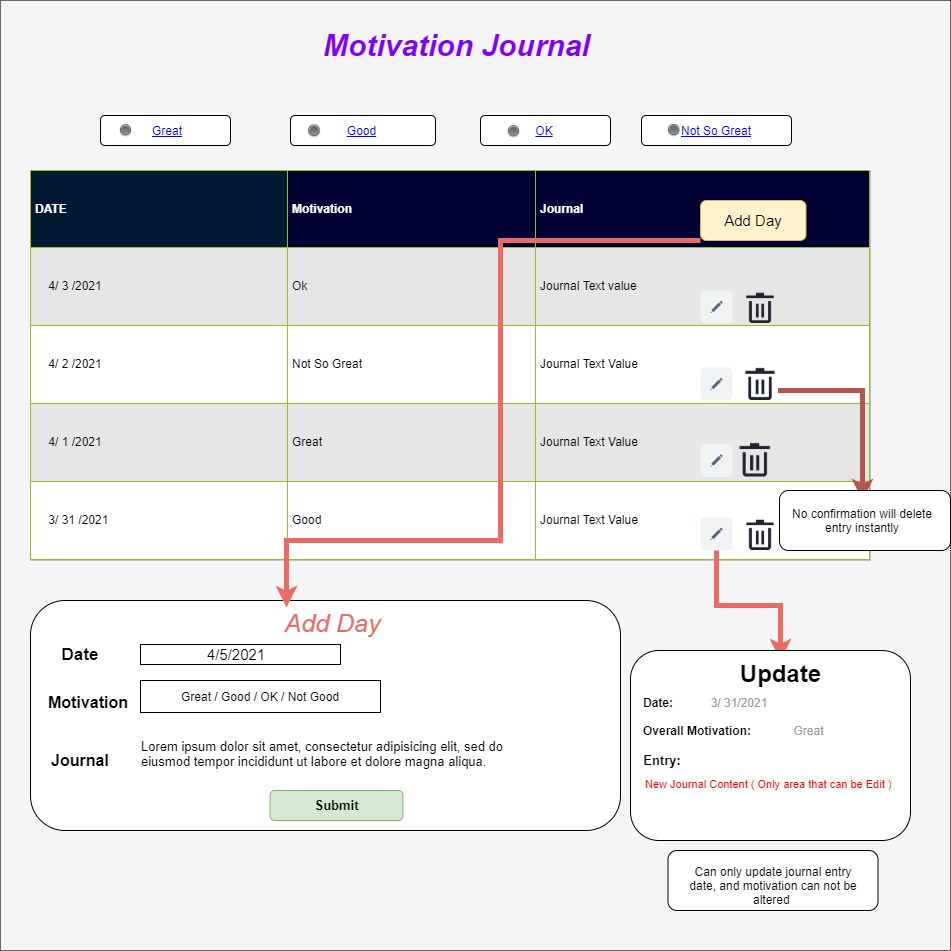 Motivation Journal
Great
Good
OK
Not So Great
DATE
Motivation
Journal
Add Day
4/ 3 /2021
Ok
Journal Text value
4/ 2 /2021
Not So Great
Journal Text Value
4/ 1 /2021
Great
Journal Text Value
3/ 31 /2021
Good
Journal Text Value
No confirmation will delete
entry instantly
Add Day
Date
4/5/2021
Motivation
Great / Good / OK / Not Good
Journal
Lorem ipsum dolor sit amet, consectetur adipisicing elit, sed do
eiusmod tempor incididunt ut labore et dolore magna aliqua.
Submit
Update
Date:
3/ 31/2021
Overall Motivation:
Great
Entry:
New Journal Content ( Only area that can be Edit )
Can only update journal entry
date, and motivation can not be
altered